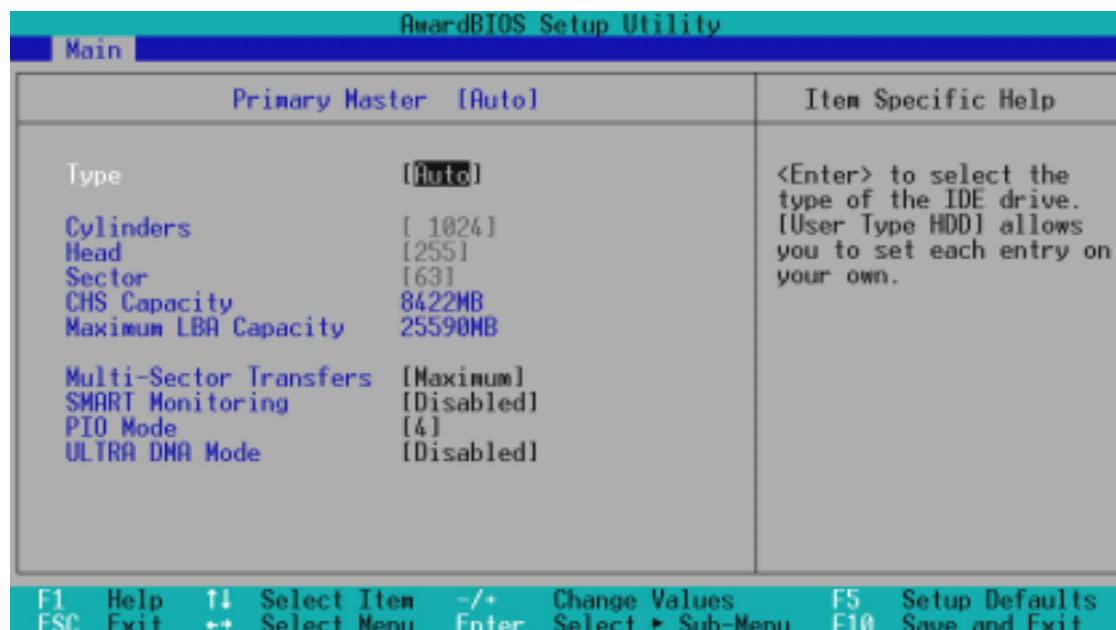 AwardBIOS Setup Utility
Main
Primary Master [Auto]
Item Specific Help
Type [Auto]
Cylinders [ 1024]
Head [255]
Sector [63]
CHS Capacity 8422MB
Maximum LBA Capacity 25590MB
Multi-Sector Transfers [Maximum]
SMART Monitoring [Disabled]
PIO Mode [4]
ULTRA DMA Mode [Disabled]
<Enter> to select the
type of the IDE drive.
[User Type HDD] allows
you to set each entry on
your own.
F1 Help ↑↓ Select Item -/+ Change Values F5 Setup Defaults
ESC Exit ←→ Select Menu Enter Select ► Sub-Menu F10 Save and Exit